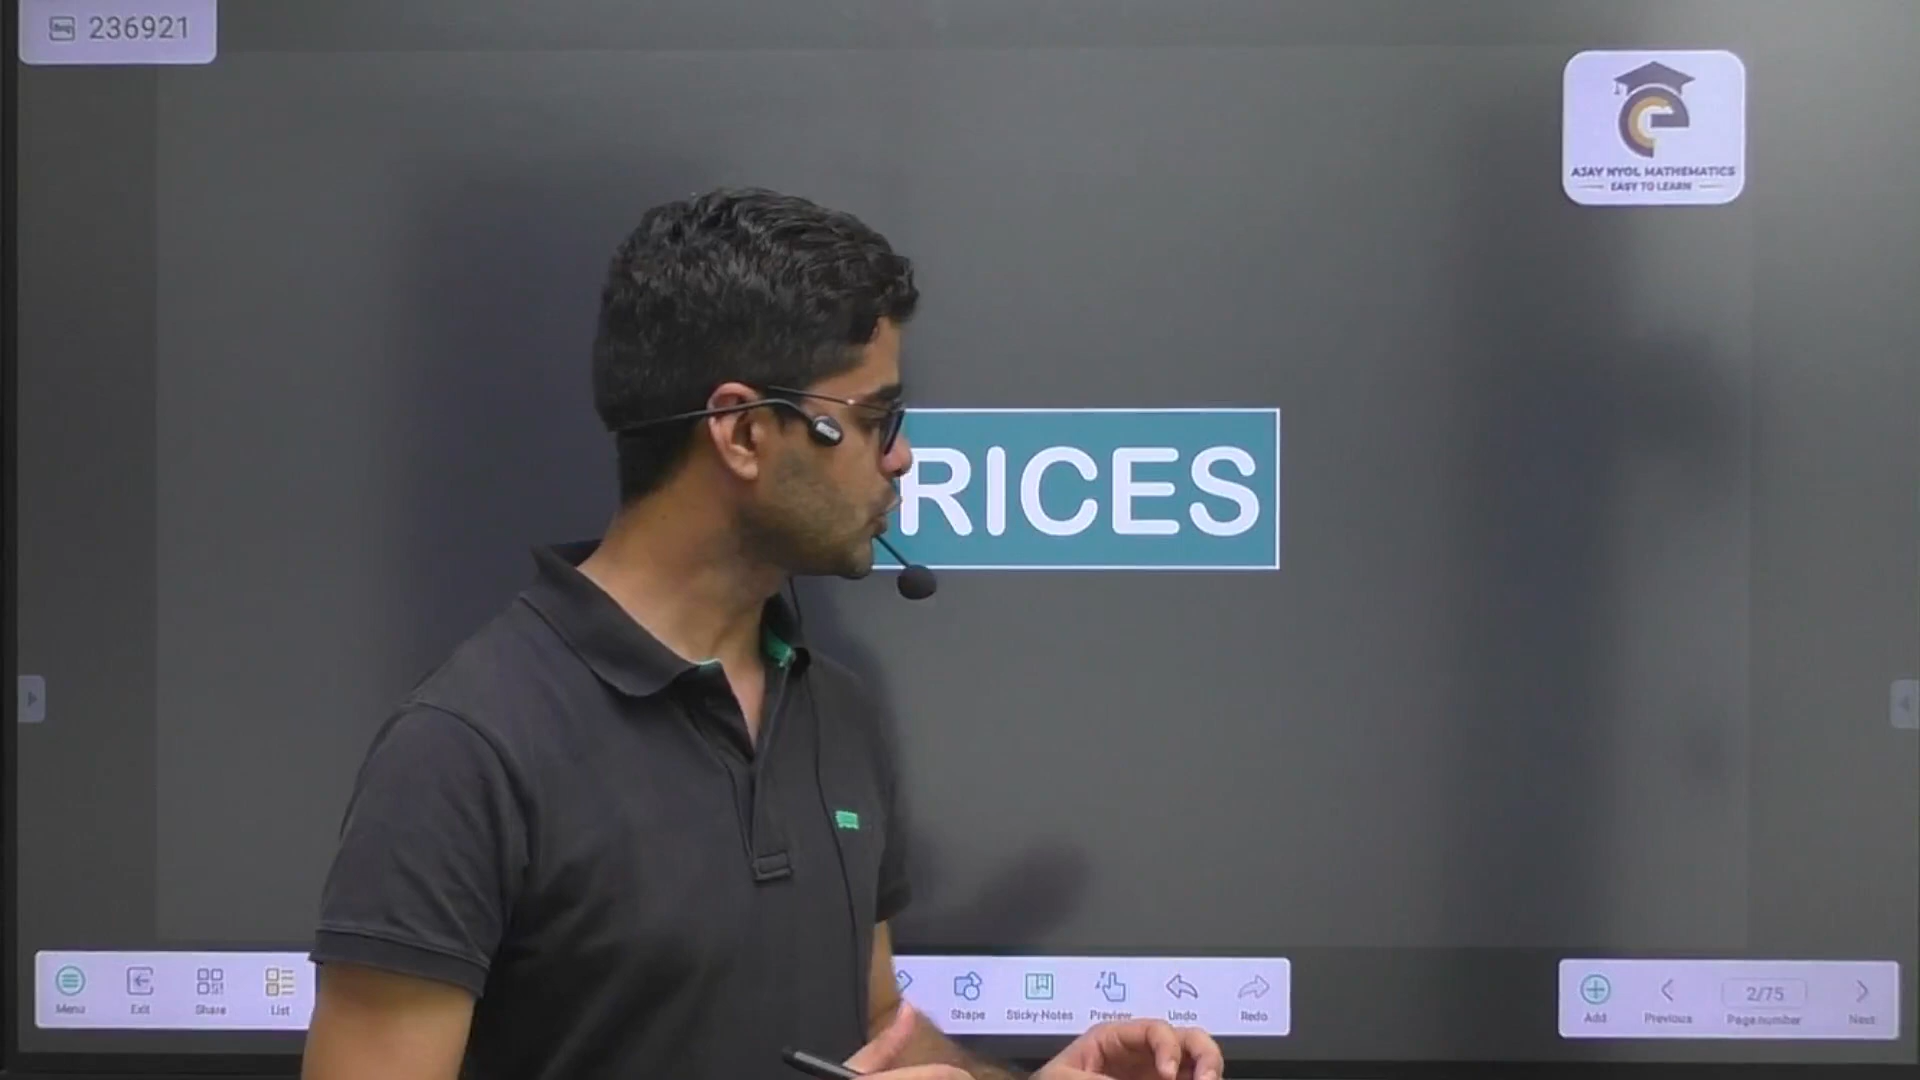 236921
AJAY NYOL MATHEMATICS
EASY TO LEARN
RICES
Menu
Exit
Share
List
Shape
Sticky-Notes
Preview
Undo
Redo
Add
Previous
2/75
Page number
Next